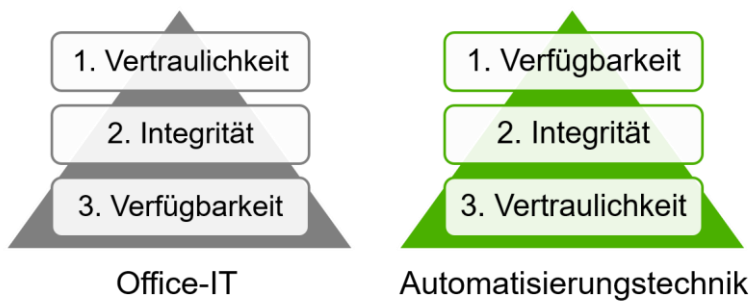 1. Vertraulichkeit
2. Integrität
3. Verfügbarkeit
Office-IT
1. Verfügbarkeit
2. Integrität
3. Vertraulichkeit
Automatisierungstechnik